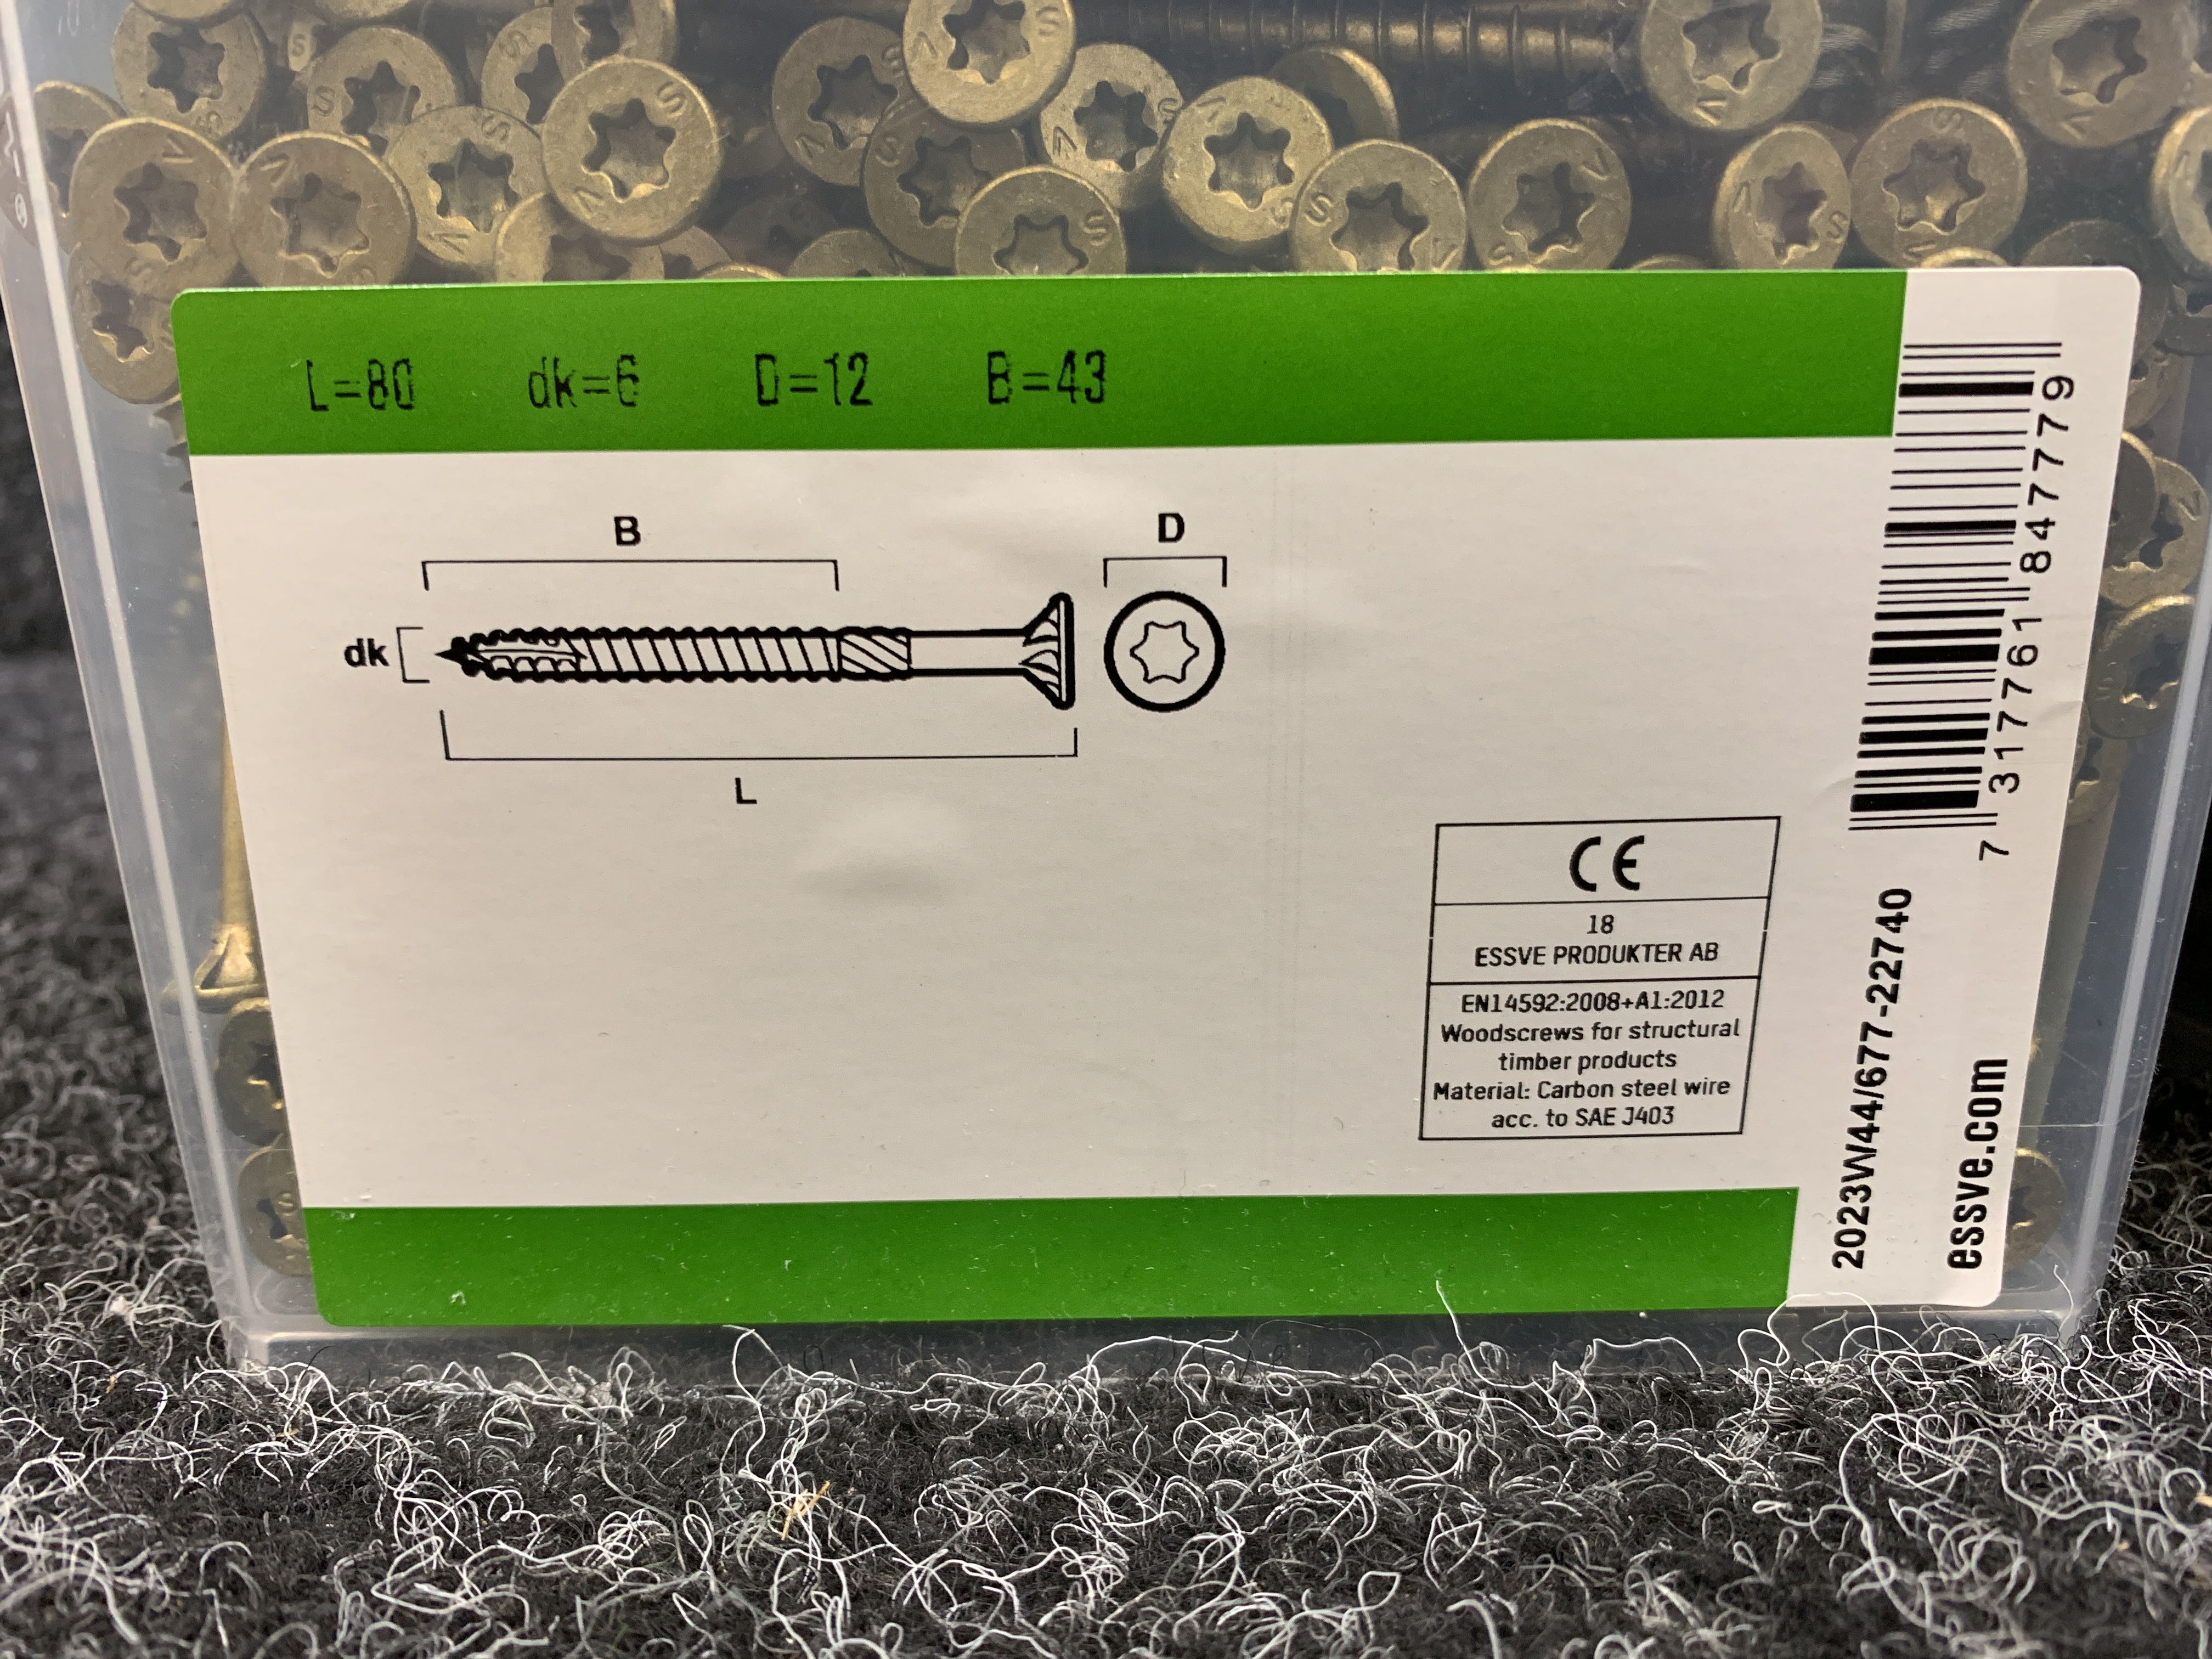 L=80 dk=6 D=12 B=43
B
D
dk
L
CE
18
ESSVE PRODUKTER AB
EN14592:2008+A1:2012
Woodscrews for structural
timber products
Material: Carbon steel wire
acc. to SAE J403
7 317761 847779
2023W44/677-22740
essve.com